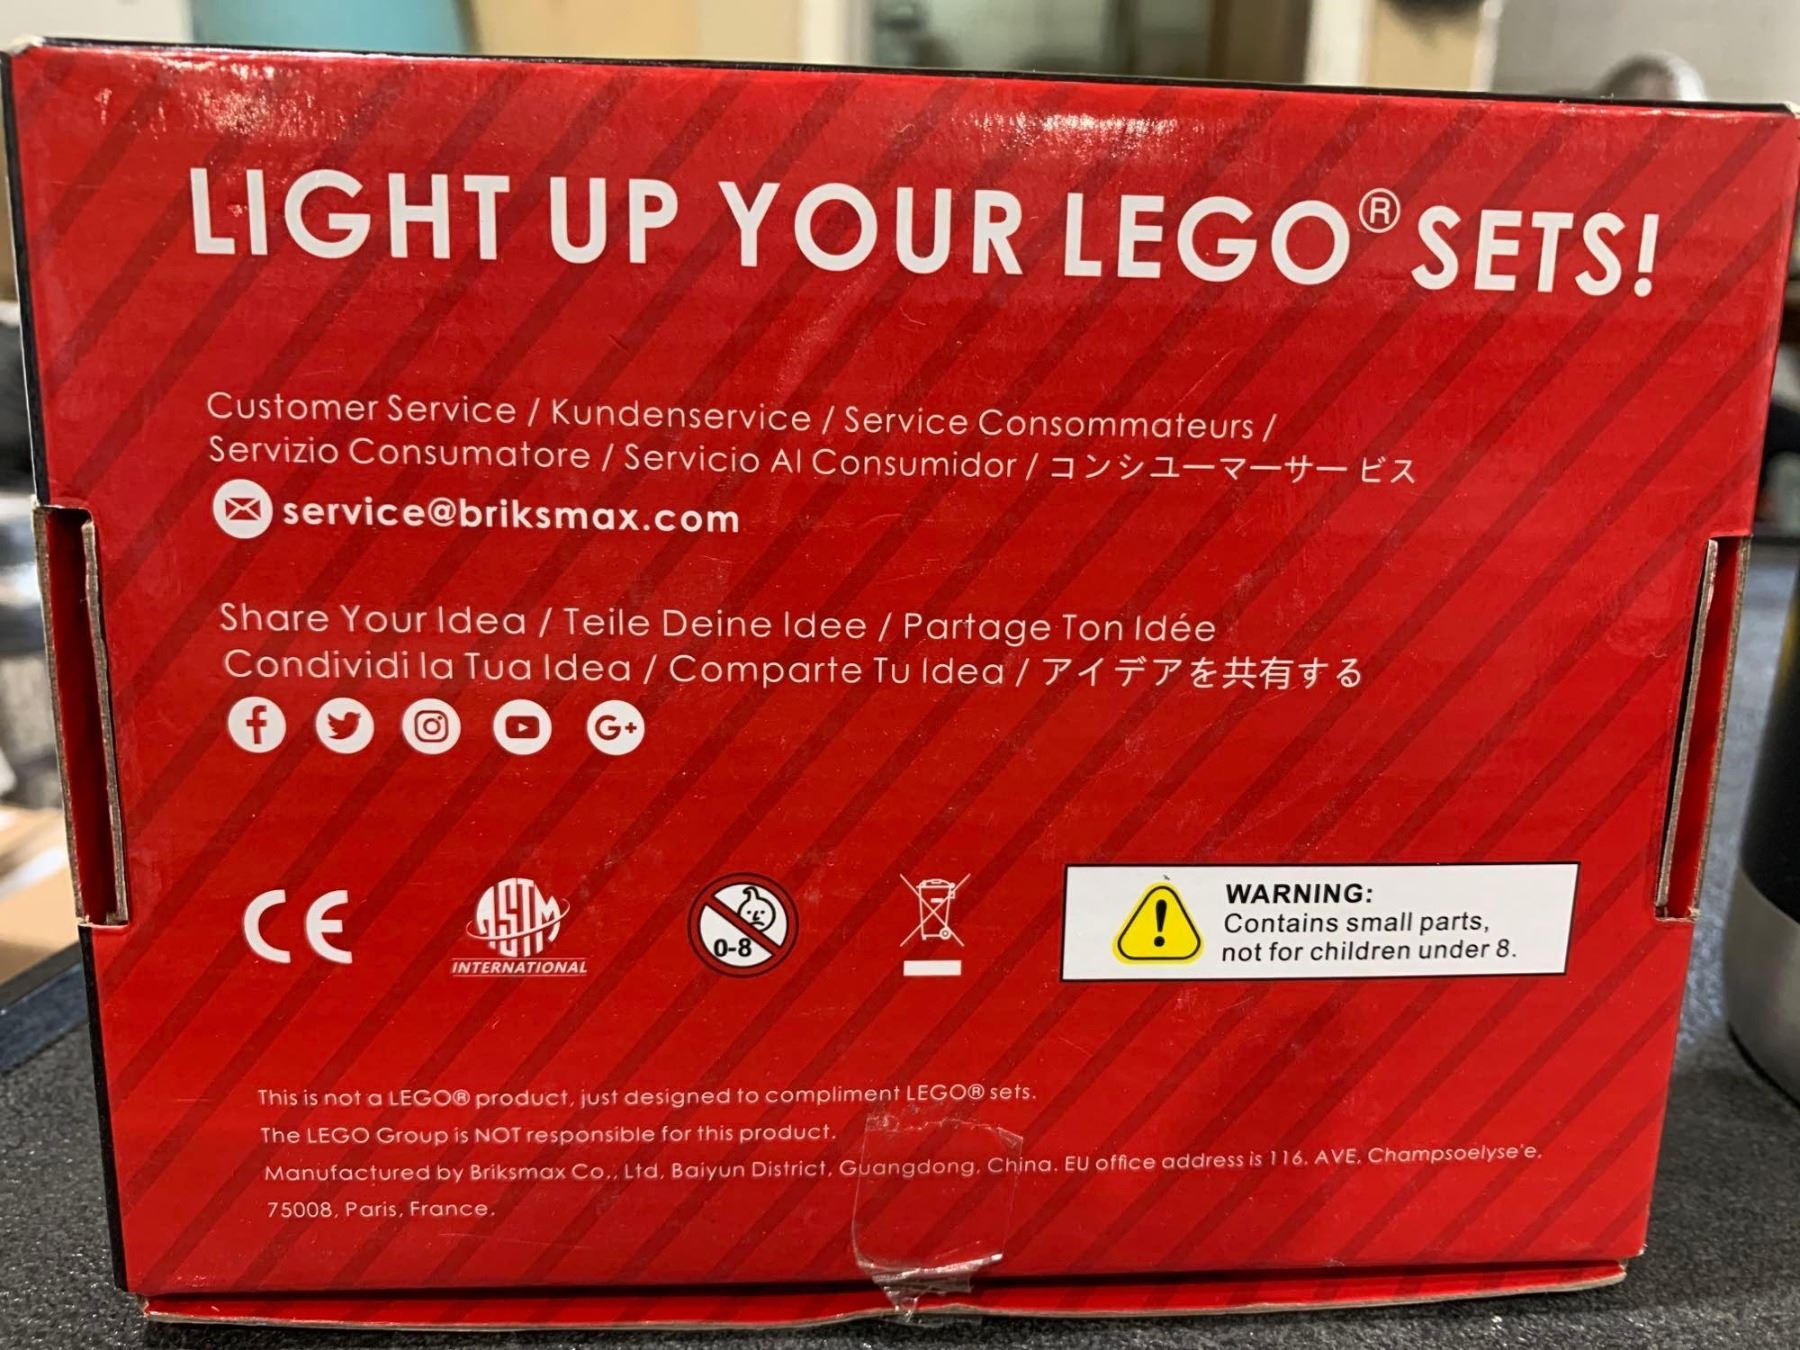 LIGHT UP YOUR LEGO® SETS!
Customer Service / Kundenservice / Service Consommateurs /
Servizio Consumatore / Servicio Al Consumidor / コンシユーマーサービス
service@briksmax.com
Share Your Idea / Teile Deine Idee / Partage Ton Idée
Condividi la Tua Idea / Comparte Tu Idea / アイデアを共有する
f G+
CE
ASTM
INTERNATIONAL
0-8
WARNING:
Contains small parts,
not for children under 8.
This is not a LEGO® product, just designed to compliment LEGO® sets.
The LEGO Group is NOT responsible for this product.
Manufactured by Briksmax Co., Ltd, Baiyun District, Guangdong, China. EU office address is 116, AVE, Champsoelyse'e,
75008, Paris, France.